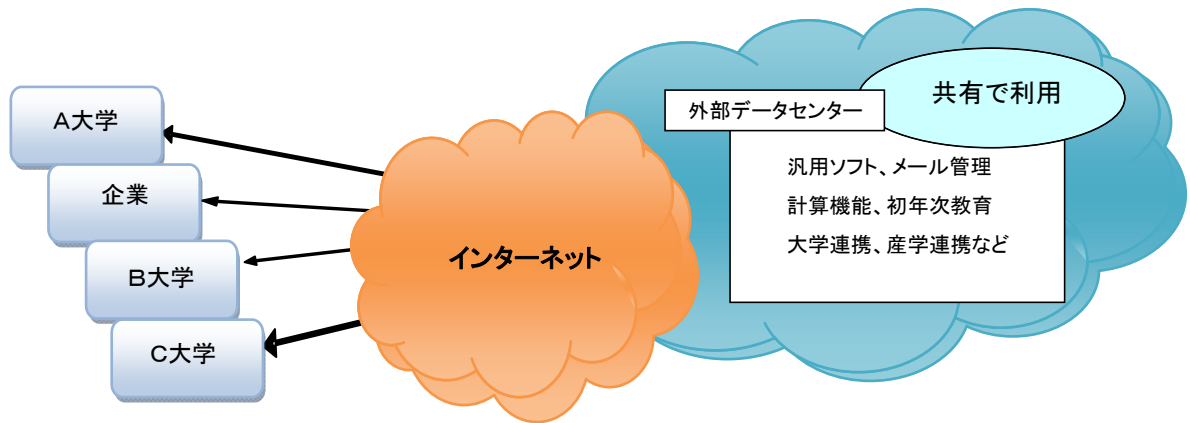 A大学
企業
B大学
C大学
インターネット
外部データセンター
共有で利用
汎用ソフト、メール管理
計算機能、初年次教育
大学連携、産学連携など